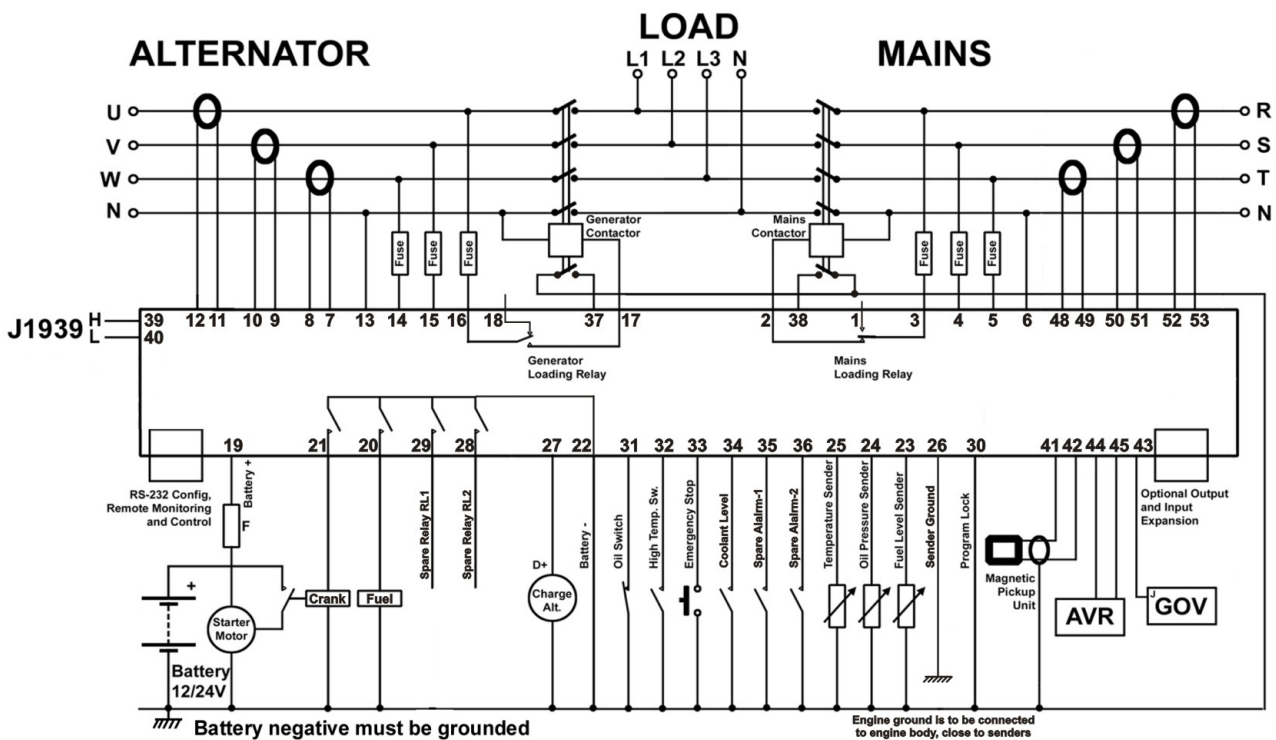 LOAD
ALTERNATOR
MAINS
L1 L2 L3 N
U
R
V
S
W
T
N
N
Generator
Contactor
Mains
Contactor
Fuse
Fuse
Fuse
Fuse
Fuse
Fuse
J1939
H
L
39
40
12 11 10 9 8 7 13 14 15 16 18 37 17 2 38 1 3 4 5 6 48 49 50 51 52 53
Generator
Loading Relay
Mains
Loading Relay
19 21 20 29 28 27 22 31 32 33 34 35 36 25 24 23 26 30 41 42 44 45 43
RS-232 Config,
Remote Monitoring
and Control
Battery +
F
Spare Relay RL1
Spare Relay RL2
Battery -
Oil Switch
High Temp. Sw.
Emergency Stop
Coolant Level
Spare Alalrm-1
Spare Alalrm-2
Temperature Sender
Oil Pressure Sender
Fuel Level Sender
Sender Ground
Program Lock
Optional Output
and Input
Expansion
Magnetic
Pickup
Unit
AVR
J
GOV
+
Crank
Fuel
D+
Charge
Alt.
Starter
Motor
Battery
12/24V
Battery negative must be grounded
Engine ground is to be connected
to engine body, close to senders